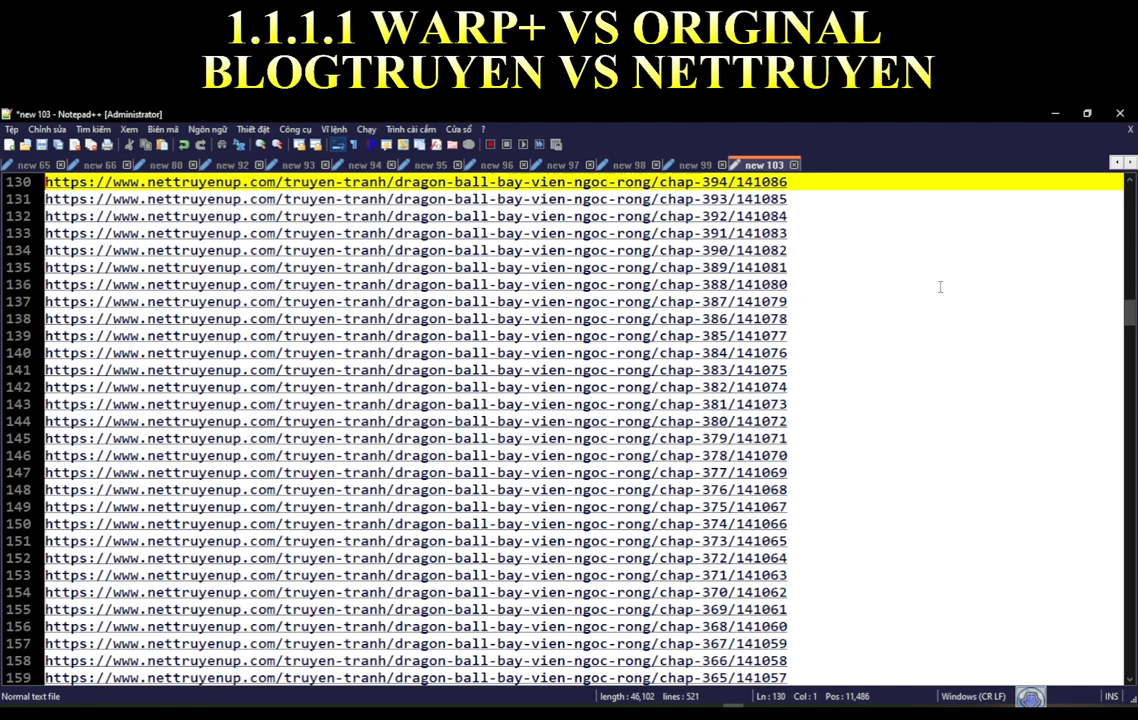 1.1.1.1 WARP+ VS ORIGINAL
BLOGTRUYEN VS NETTRUYEN
*new 103 - Notepad++ [Administrator]
Tệp Chỉnh sửa Tìm kiếm Xem Biên mã Ngôn ngữ Thiết đặt Công cụ Vĩ lệnh Chạy Trình cài cắm Cửa sổ ? X
new 65 new 66 new 80 new 92 new 93 new 94 new 95 new 96 new 97 new 98 new 99 new 103
130 https://www.nettruyenup.com/truyen-tranh/dragon-ball-bay-vien-ngoc-rong/chap-394/141086
131 https://www.nettruyenup.com/truyen-tranh/dragon-ball-bay-vien-ngoc-rong/chap-393/141085
132 https://www.nettruyenup.com/truyen-tranh/dragon-ball-bay-vien-ngoc-rong/chap-392/141084
133 https://www.nettruyenup.com/truyen-tranh/dragon-ball-bay-vien-ngoc-rong/chap-391/141083
134 https://www.nettruyenup.com/truyen-tranh/dragon-ball-bay-vien-ngoc-rong/chap-390/141082
135 https://www.nettruyenup.com/truyen-tranh/dragon-ball-bay-vien-ngoc-rong/chap-389/141081
136 https://www.nettruyenup.com/truyen-tranh/dragon-ball-bay-vien-ngoc-rong/chap-388/141080
137 https://www.nettruyenup.com/truyen-tranh/dragon-ball-bay-vien-ngoc-rong/chap-387/141079
138 https://www.nettruyenup.com/truyen-tranh/dragon-ball-bay-vien-ngoc-rong/chap-386/141078
139 https://www.nettruyenup.com/truyen-tranh/dragon-ball-bay-vien-ngoc-rong/chap-385/141077
140 https://www.nettruyenup.com/truyen-tranh/dragon-ball-bay-vien-ngoc-rong/chap-384/141076
141 https://www.nettruyenup.com/truyen-tranh/dragon-ball-bay-vien-ngoc-rong/chap-383/141075
142 https://www.nettruyenup.com/truyen-tranh/dragon-ball-bay-vien-ngoc-rong/chap-382/141074
143 https://www.nettruyenup.com/truyen-tranh/dragon-ball-bay-vien-ngoc-rong/chap-381/141073
144 https://www.nettruyenup.com/truyen-tranh/dragon-ball-bay-vien-ngoc-rong/chap-380/141072
145 https://www.nettruyenup.com/truyen-tranh/dragon-ball-bay-vien-ngoc-rong/chap-379/141071
146 https://www.nettruyenup.com/truyen-tranh/dragon-ball-bay-vien-ngoc-rong/chap-378/141070
147 https://www.nettruyenup.com/truyen-tranh/dragon-ball-bay-vien-ngoc-rong/chap-377/141069
148 https://www.nettruyenup.com/truyen-tranh/dragon-ball-bay-vien-ngoc-rong/chap-376/141068
149 https://www.nettruyenup.com/truyen-tranh/dragon-ball-bay-vien-ngoc-rong/chap-375/141067
150 https://www.nettruyenup.com/truyen-tranh/dragon-ball-bay-vien-ngoc-rong/chap-374/141066
151 https://www.nettruyenup.com/truyen-tranh/dragon-ball-bay-vien-ngoc-rong/chap-373/141065
152 https://www.nettruyenup.com/truyen-tranh/dragon-ball-bay-vien-ngoc-rong/chap-372/141064
153 https://www.nettruyenup.com/truyen-tranh/dragon-ball-bay-vien-ngoc-rong/chap-371/141063
154 https://www.nettruyenup.com/truyen-tranh/dragon-ball-bay-vien-ngoc-rong/chap-370/141062
155 https://www.nettruyenup.com/truyen-tranh/dragon-ball-bay-vien-ngoc-rong/chap-369/141061
156 https://www.nettruyenup.com/truyen-tranh/dragon-ball-bay-vien-ngoc-rong/chap-368/141060
157 https://www.nettruyenup.com/truyen-tranh/dragon-ball-bay-vien-ngoc-rong/chap-367/141059
158 https://www.nettruyenup.com/truyen-tranh/dragon-ball-bay-vien-ngoc-rong/chap-366/141058
159 https://www.nettruyenup.com/truyen-tranh/dragon-ball-bay-vien-ngoc-rong/chap-365/141057
Normal text file length : 46,102 lines : 521 Ln : 130 Col : 1 Pos : 11,486 Windows (CR LF) INS